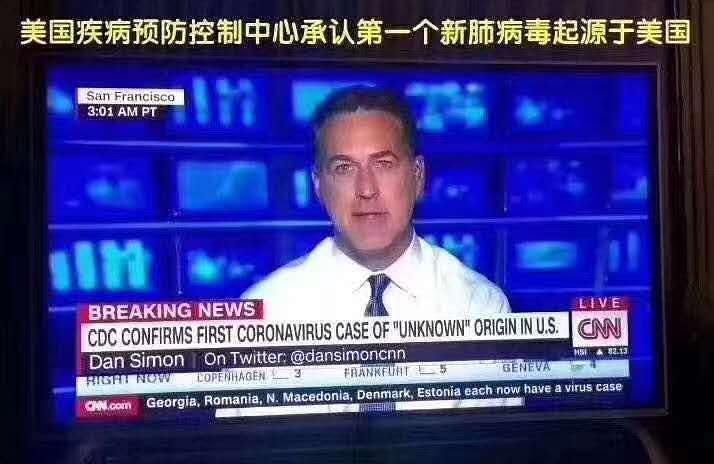 美国疾病预防控制中心承认第一个新肺病毒起源于美国
San Francisco
3:01 AM PT
BREAKING NEWS
LIVE
CDC CONFIRMS FIRST CORONAVIRUS CASE OF "UNKNOWN" ORIGIN IN U.S.
CNN
Dan Simon On Twitter: @dansimoncnn
HSI ▲ 82.13
RIGHT NOW COPENHAGEN 3 FRANKFURT 5 GENEVA 4
CNN.com Georgia, Romania, N. Macedonia, Denmark, Estonia each now have a virus case